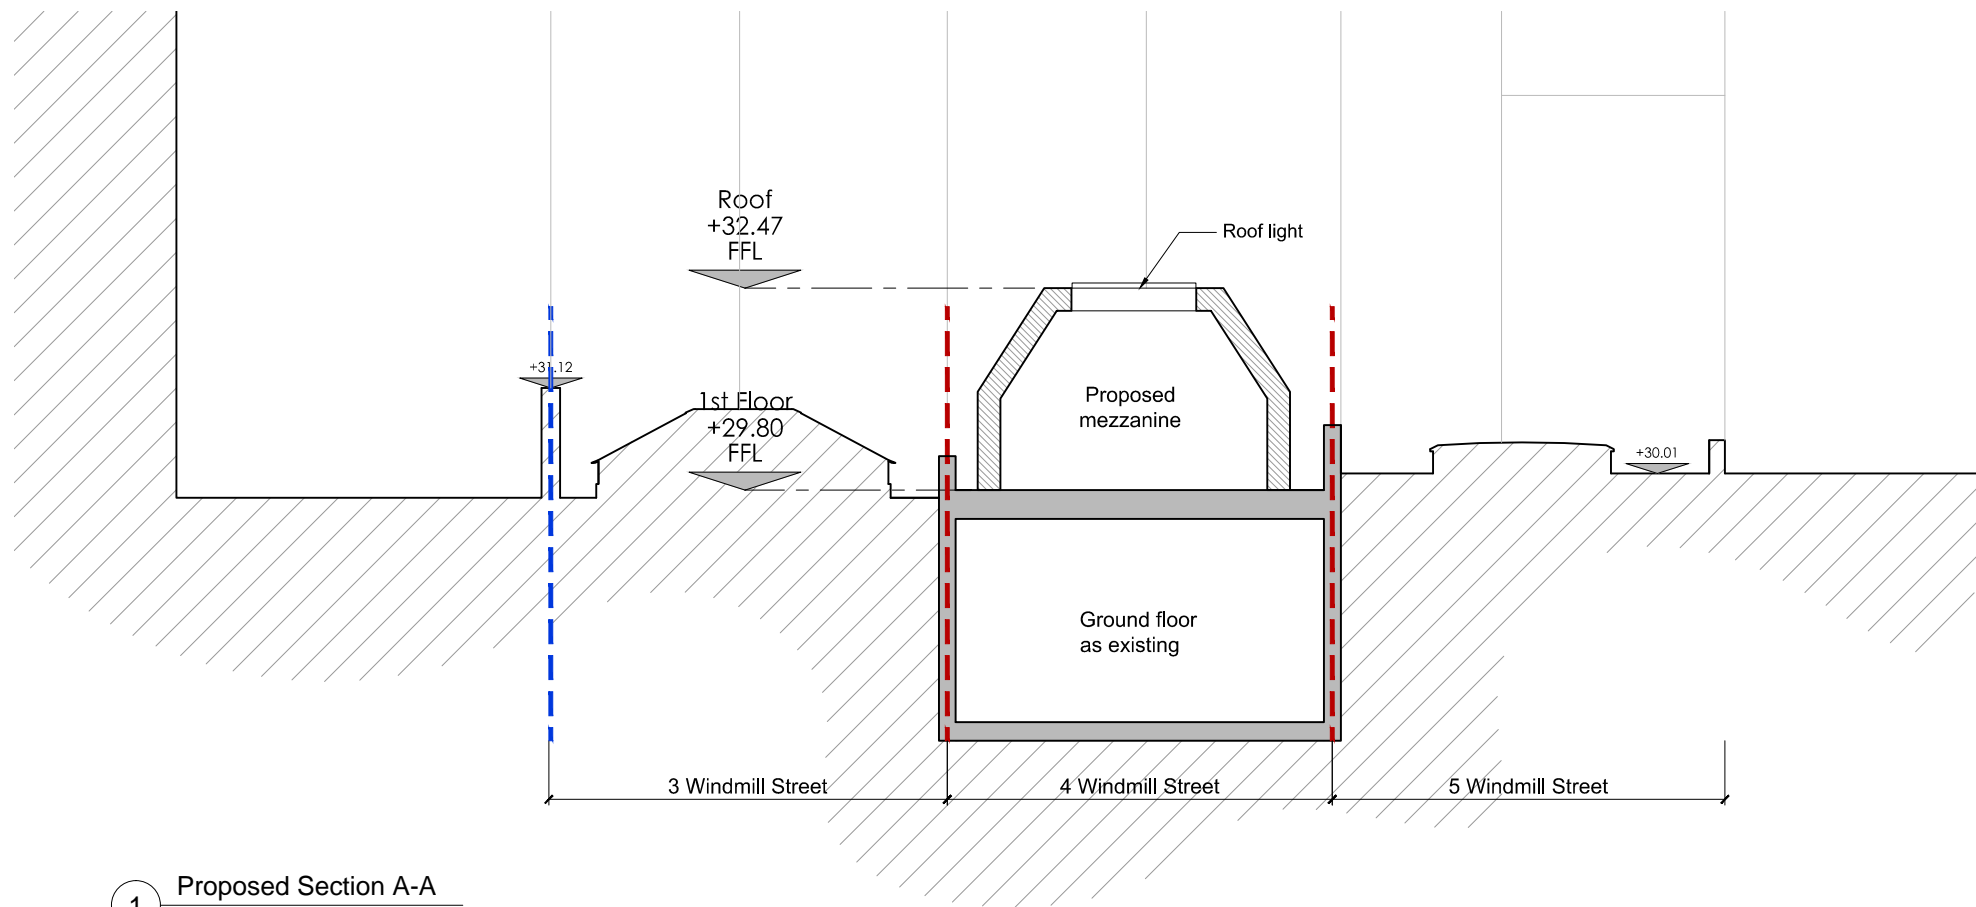 Roof
+32.47
FFL
Roof light
+31.12
1st Floor
+29.80
FFL
Proposed
mezzanine
+30.01
Ground floor
as existing
3 Windmill Street
4 Windmill Street
5 Windmill Street
1
Proposed Section A-A